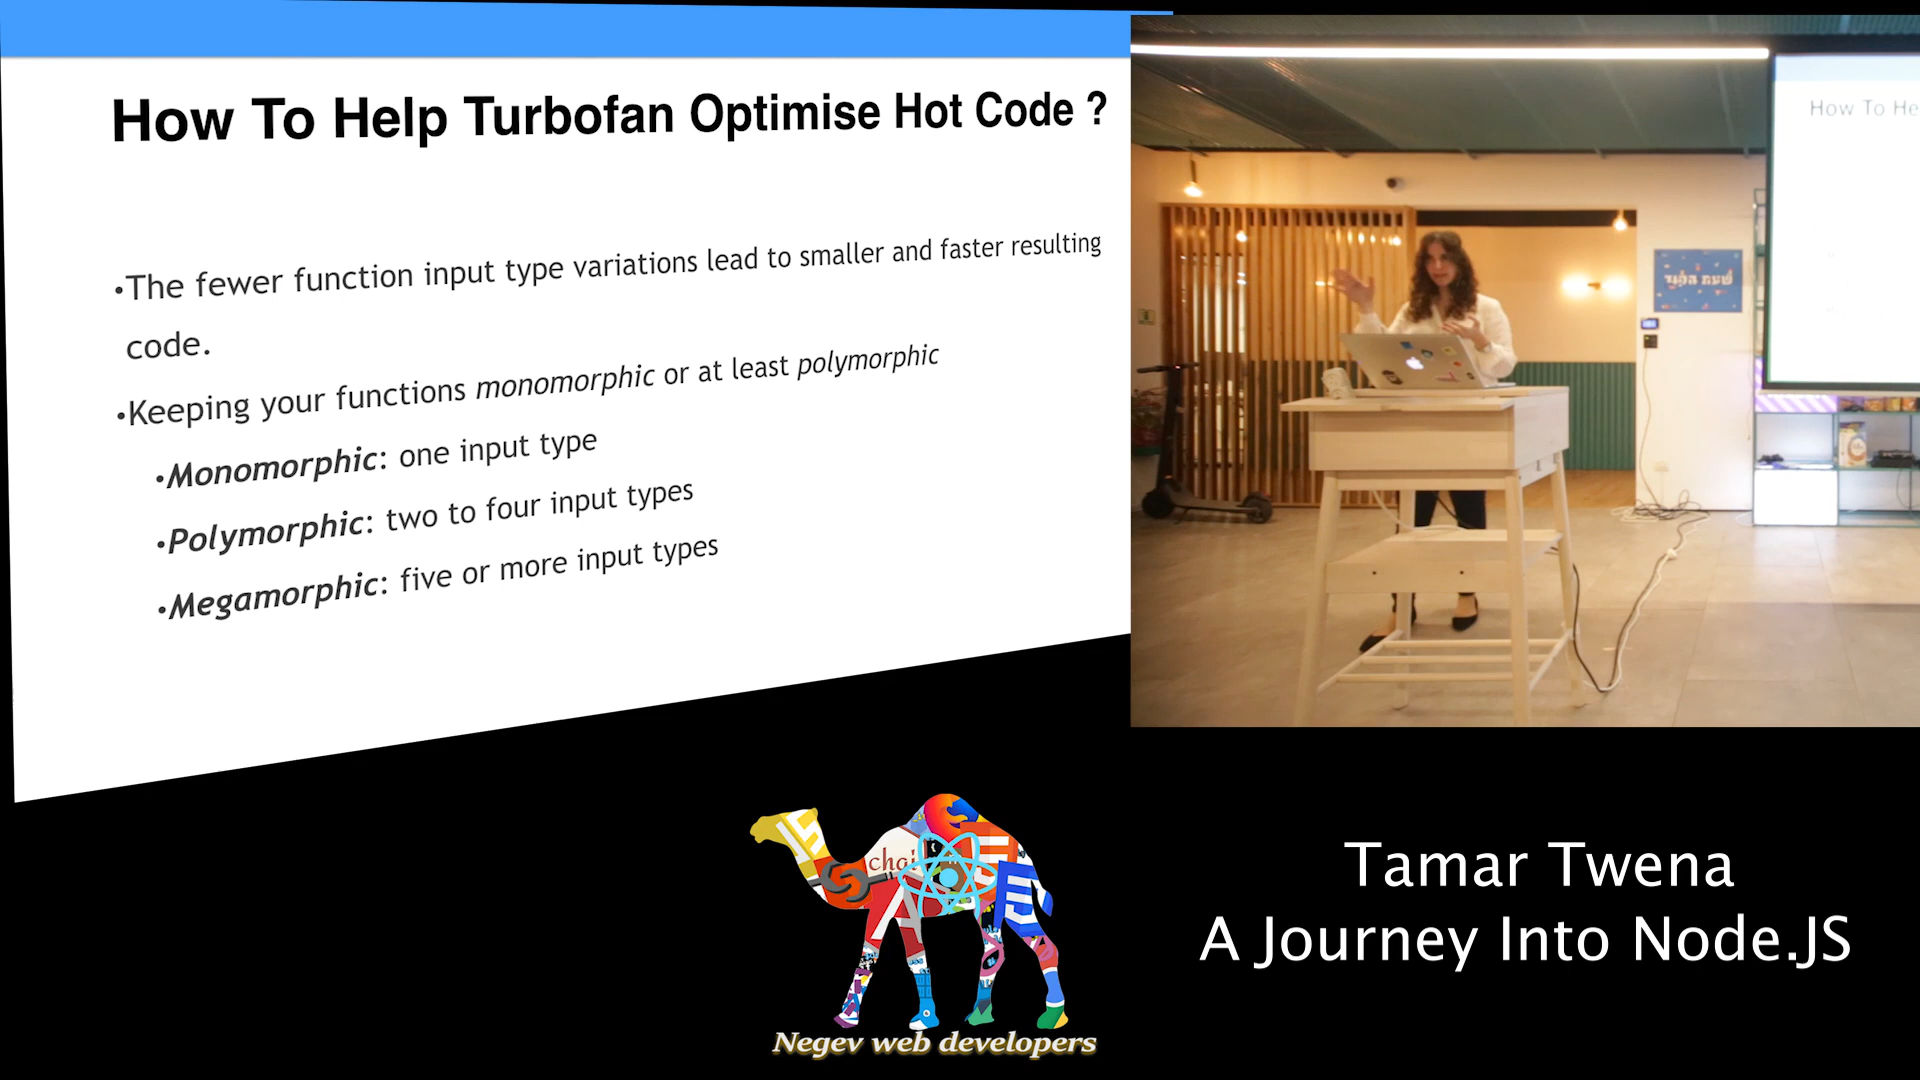 How To Help Turbofan Optimise Hot Code ?
•The fewer function input type variations lead to smaller and faster resulting
code.
•Keeping your functions monomorphic or at least polymorphic
•Monomorphic: one input type
•Polymorphic: two to four input types
•Megamorphic: five or more input types
How To He
JS
chai
Negev web developers
Tamar Twena
A Journey Into Node.JS